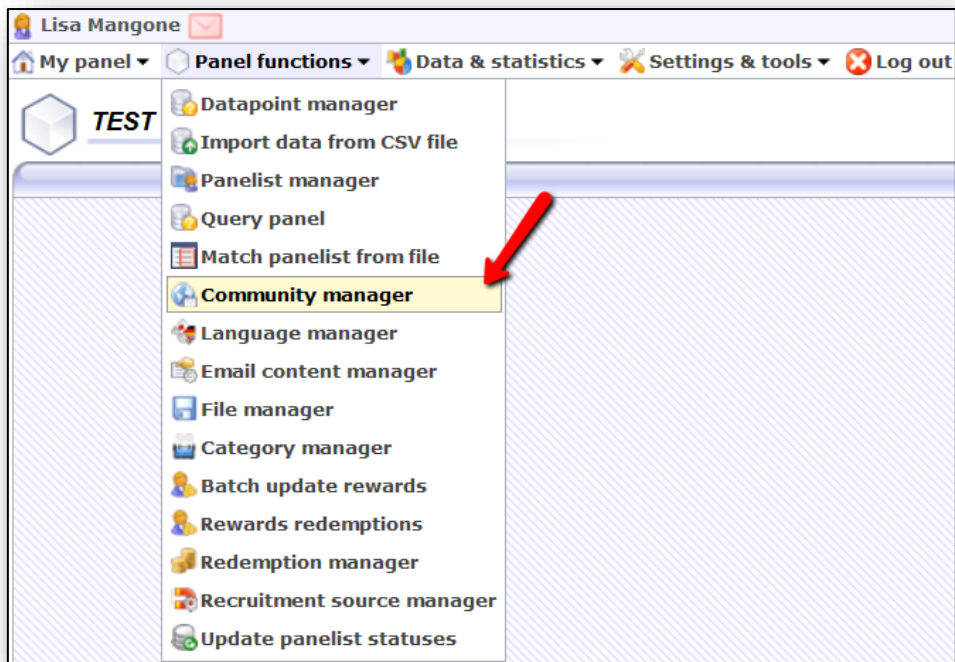 Lisa Mangone
My panel Panel functions Data & statistics Settings & tools Log out
TEST
Datapoint manager
Import data from CSV file
Panelist manager
Query panel
Match panelist from file
Community manager
Language manager
Email content manager
File manager
Category manager
Batch update rewards
Rewards redemptions
Redemption manager
Recruitment source manager
Update panelist statuses